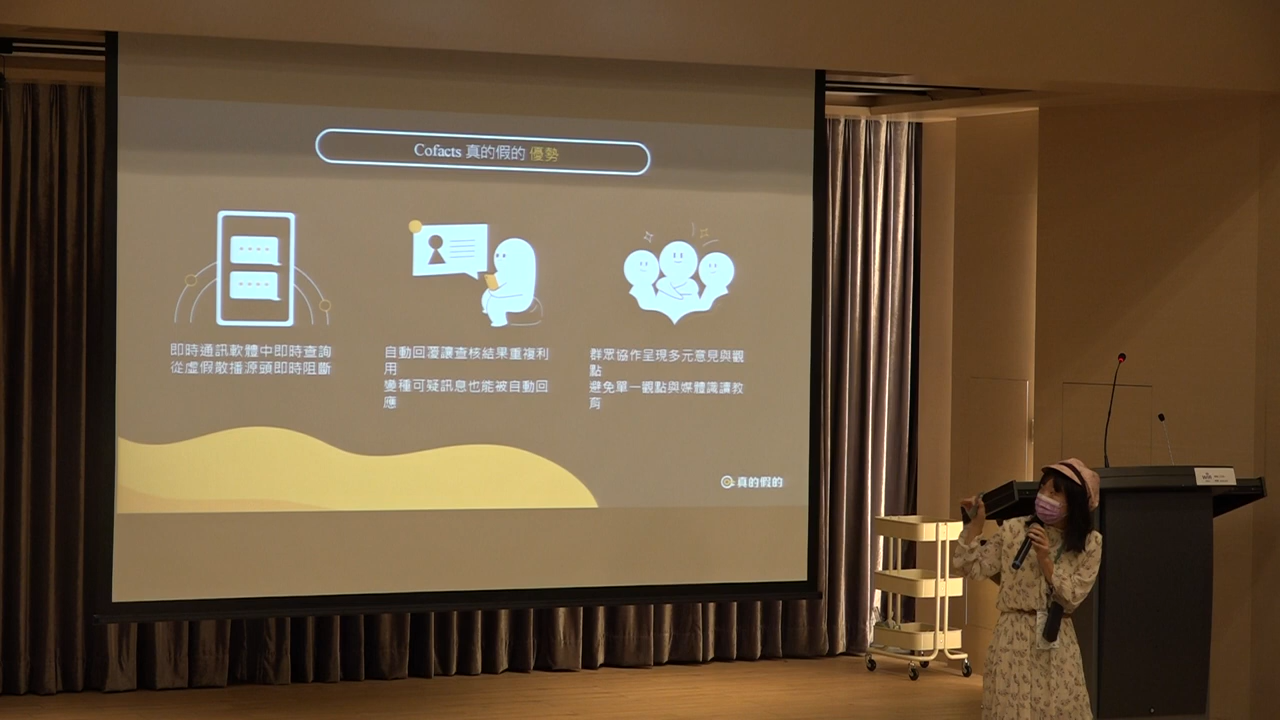 Cofacts 真的假的 優勢
即時通訊軟體中即時查詢
從虛假散播源頭即時阻斷
自動回覆讓查核結果重複利
用
變種可疑訊息也能被自動回
應
群眾協作呈現多元意見與觀
點
避免單一觀點與媒體識讀教
育
真的假的